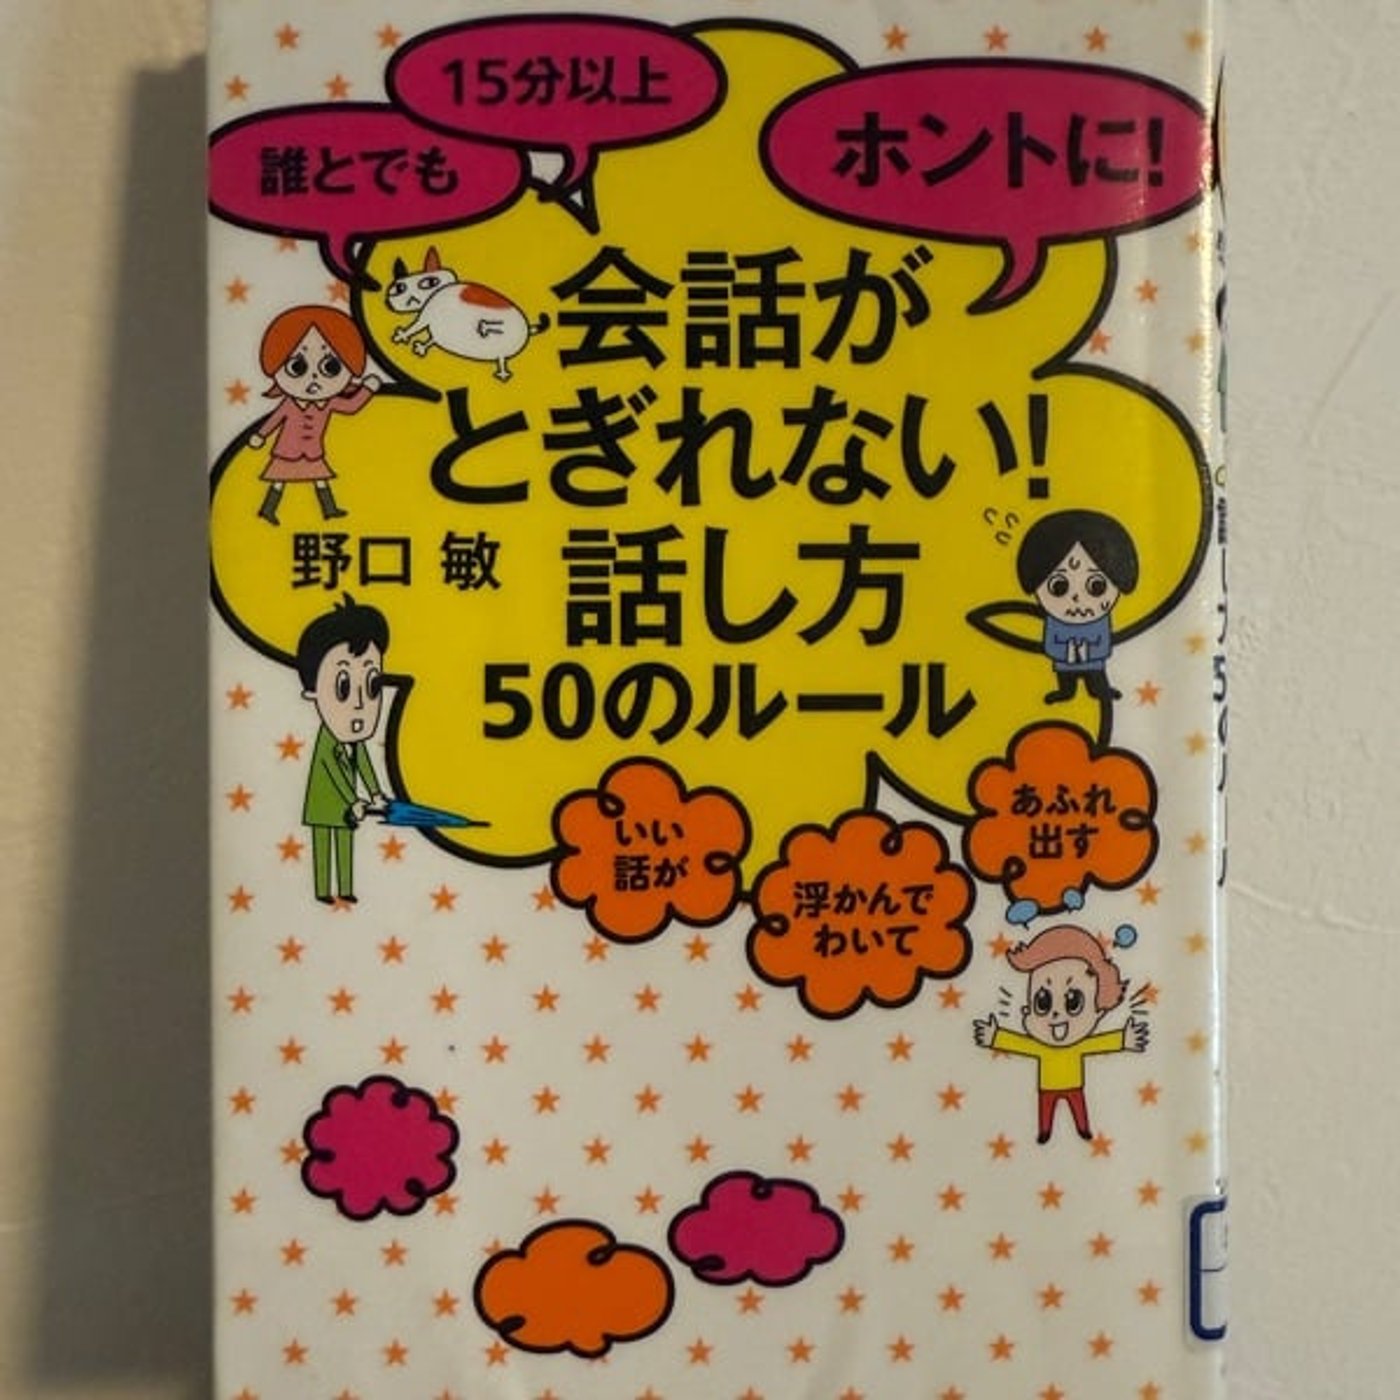 誰とでも
15分以上
ホントに!
会話が
とぎれない!
話し方
50のルール
野口 敏
いい
話が
浮かんで
わいて
あふれ
出す